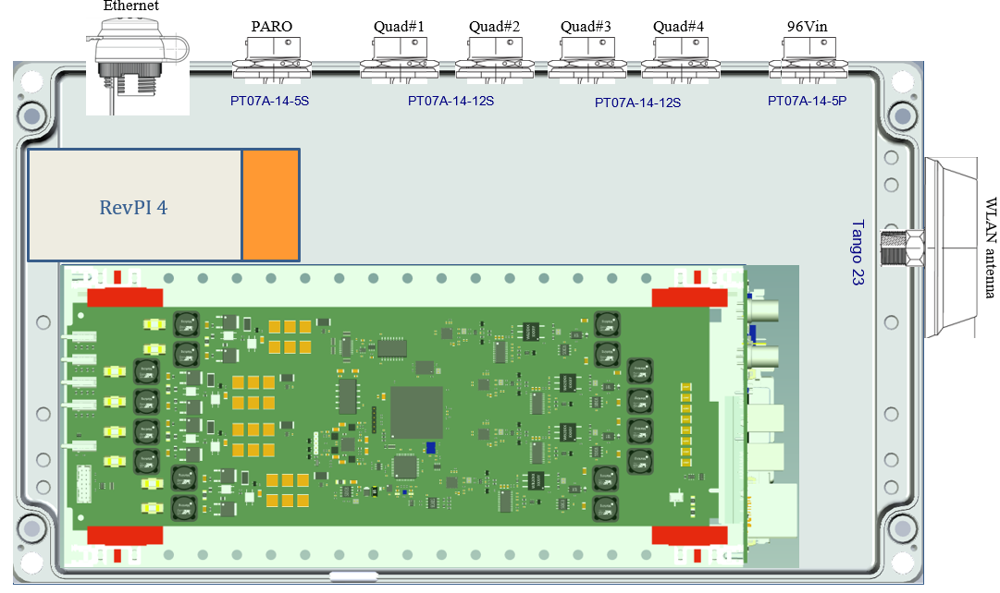 Ethernet
PARO
Quad#1
Quad#2
Quad#3
Quad#4
96Vin
PT07A-14-5S
PT07A-14-12S
PT07A-14-12S
PT07A-14-5P
RevPI 4
Tango 23
WLAN antenna